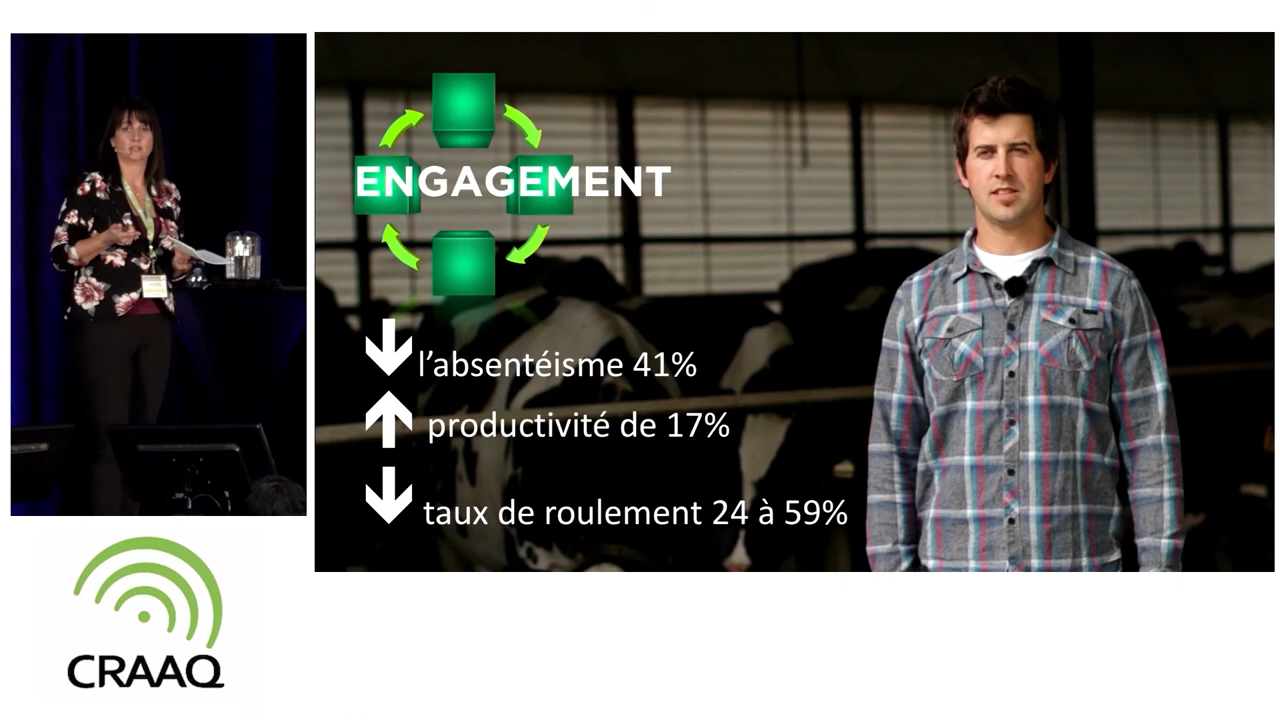 ENGAGEMENT
l’absentéisme 41%
productivité de 17%
taux de roulement 24 à 59%
CRAAQ